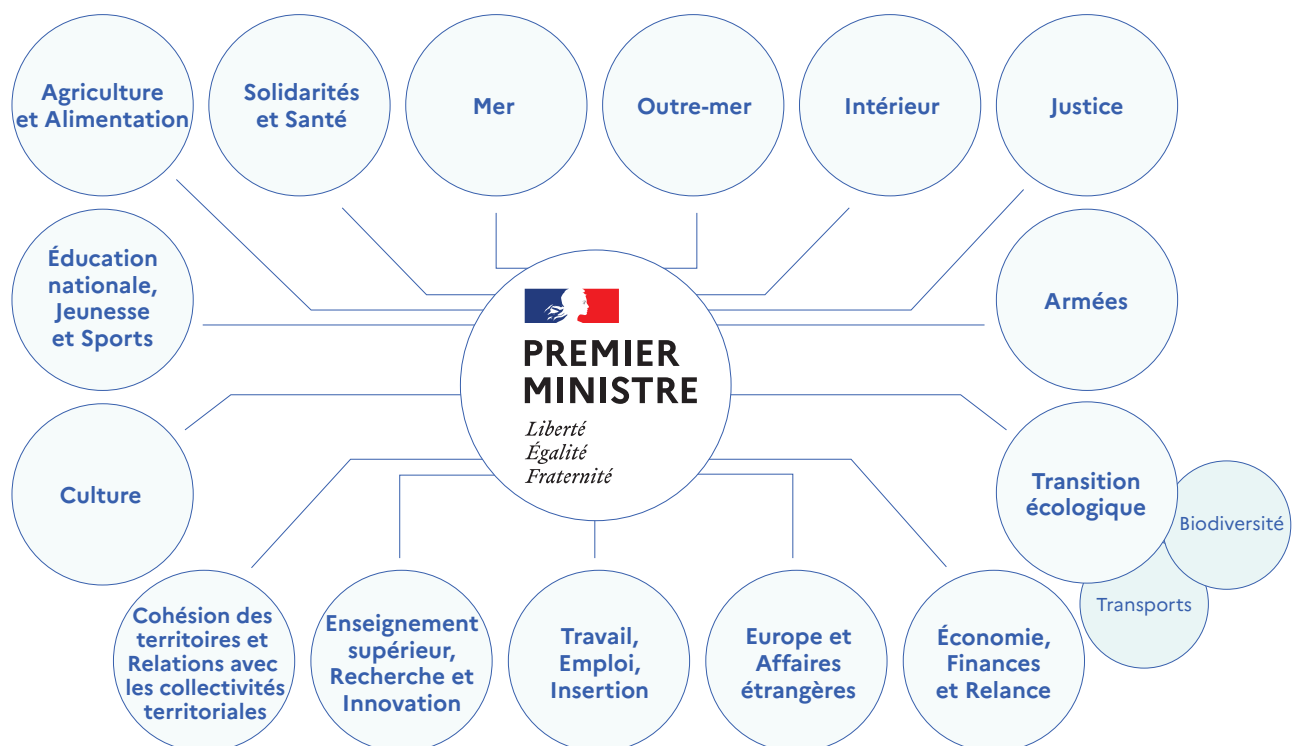 Agriculture
et Alimentation
Solidarités
et Santé
Mer
Outre-mer
Intérieur
Justice
Éducation
nationale,
Jeunesse
et Sports
PREMIER
MINISTRE
Liberté
Égalité
Fraternité
Armées
Culture
Transition
écologique
Biodiversité
Transports
Cohésion des
territoires et
Relations avec
les collectivités
territoriales
Enseignement
supérieur,
Recherche et
Innovation
Travail,
Emploi,
Insertion
Europe et
Affaires
étrangères
Économie,
Finances
et Relance